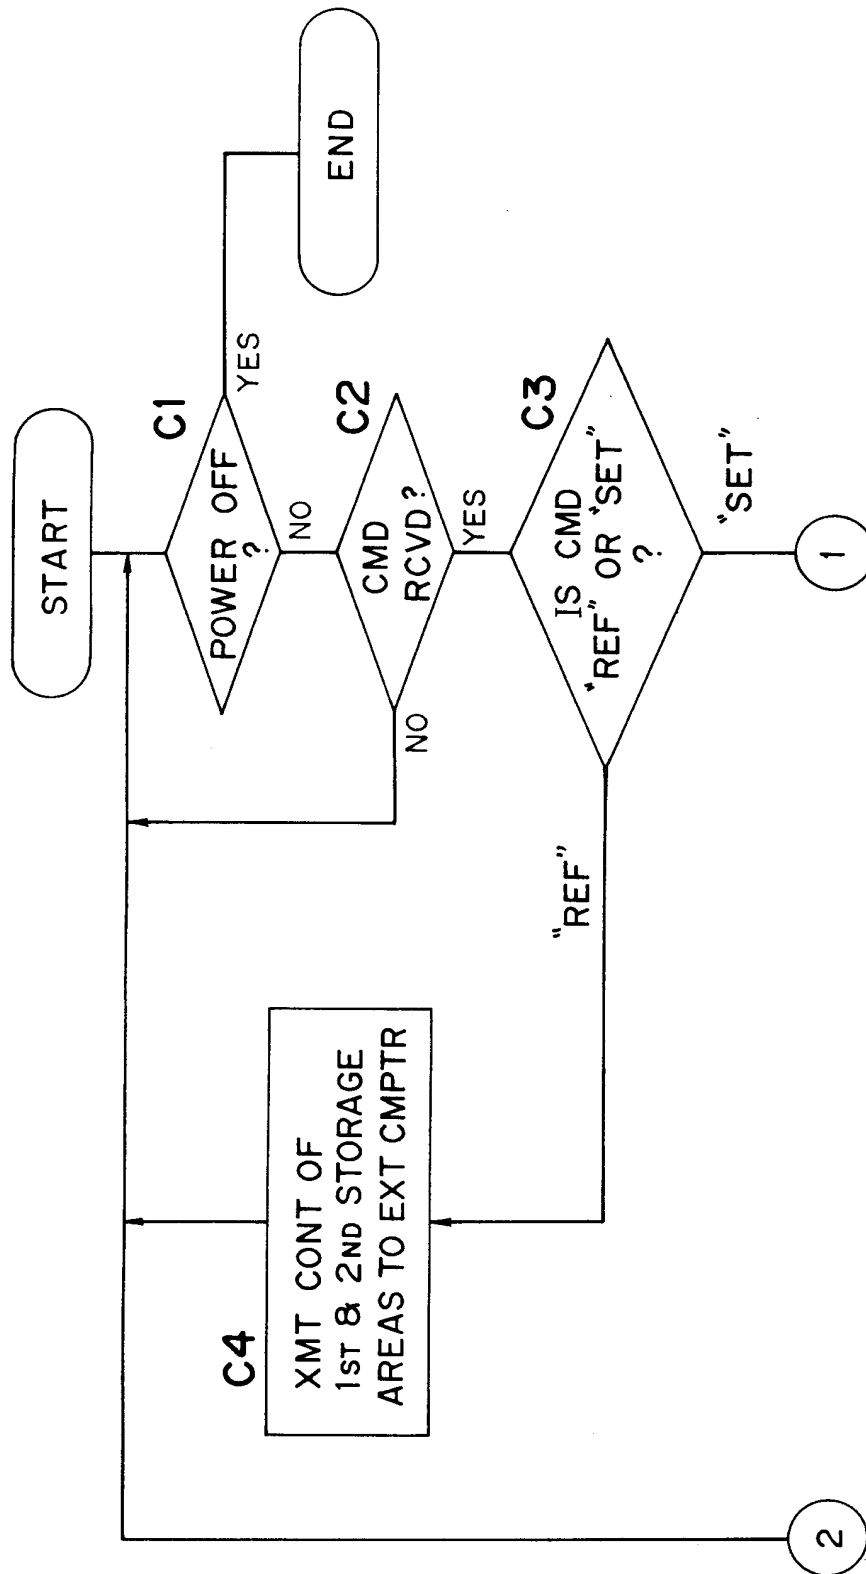 START
C1
POWER OFF
?
YES
END
NO
C2
CMD
RCVD?
NO
YES
C3
IS CMD
"REF" OR "SET"
?
"REF"
"SET"
C4
XMT CONT OF
1ST & 2ND STORAGE
AREAS TO EXT CMPTR
1
2